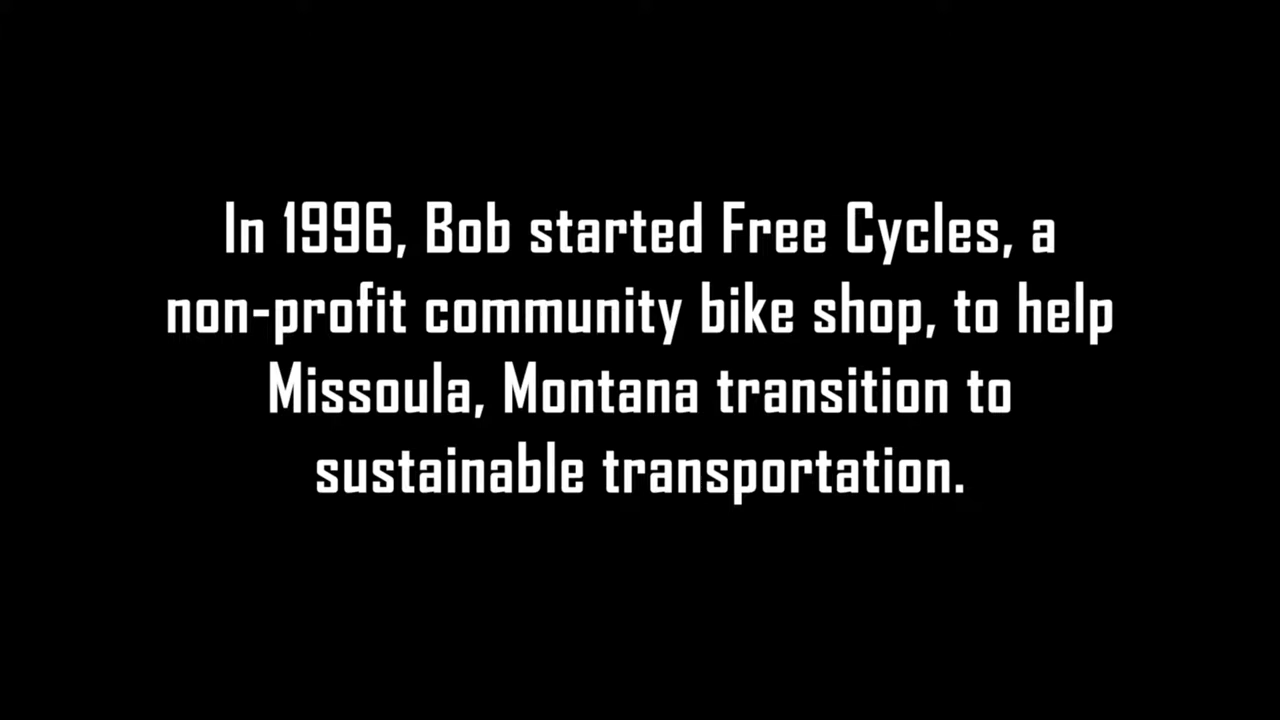 In 1996, Bob started Free Cycles, a
non-profit community bike shop, to help
Missoula, Montana transition to
sustainable transportation.